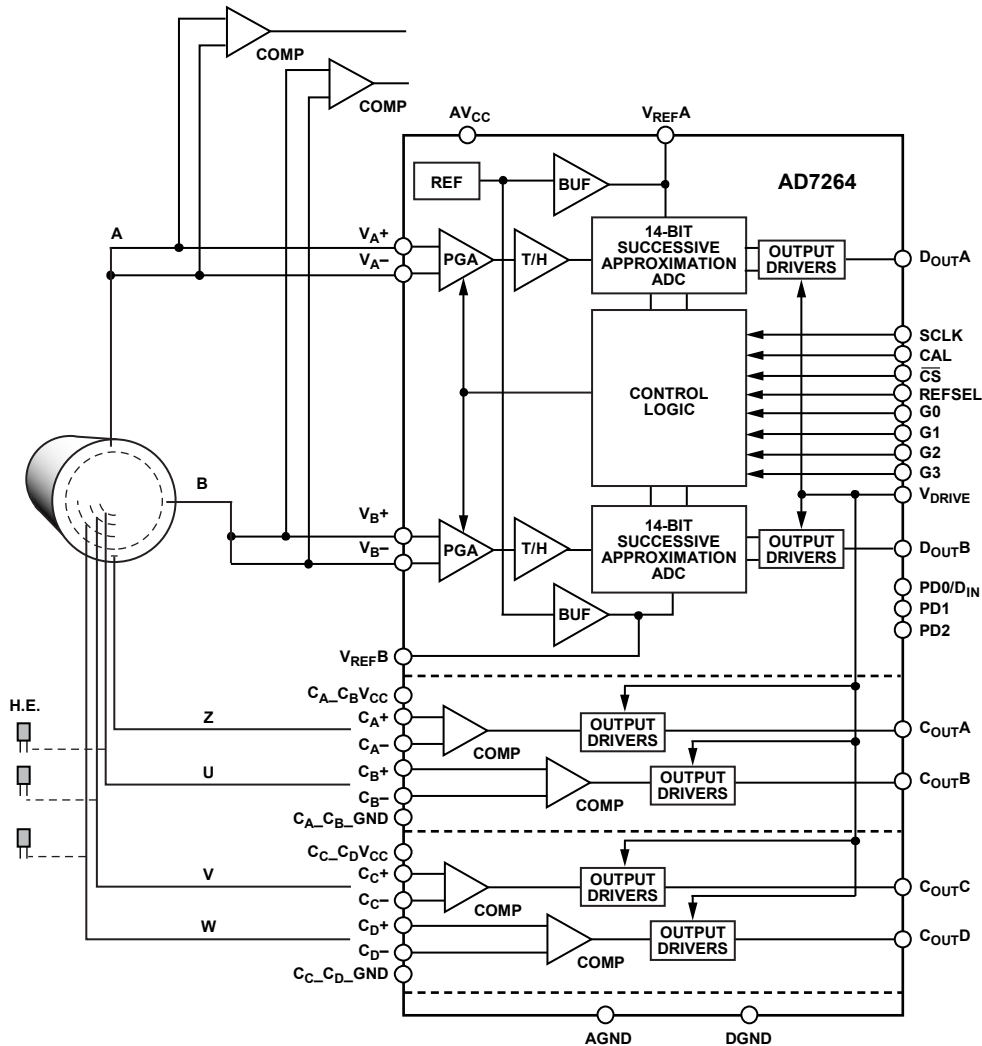 COMP
COMP
AVCC
VREFA
REF
BUF
AD7264
A
VA+
VA−
PGA
T/H
14-BIT
SUCCESSIVE
APPROXIMATION
ADC
OUTPUT
DRIVERS
DOUTA
SCLK
CAL
CS
REFSEL
G0
G1
G2
G3
CONTROL
LOGIC
VDRIVE
B
VB+
VB−
PGA
T/H
14-BIT
SUCCESSIVE
APPROXIMATION
ADC
OUTPUT
DRIVERS
DOUTB
PD0/DIN
PD1
PD2
BUF
VREFB
H.E.
CA_CBVCC
Z
CA+
CA−
COMP
OUTPUT
DRIVERS
COUTA
U
CB+
CB−
COMP
OUTPUT
DRIVERS
COUTB
CA_CB_GND
CC_CDVCC
V
CC+
CC−
COMP
OUTPUT
DRIVERS
COUTC
W
CD+
CD−
COMP
OUTPUT
DRIVERS
COUTD
CC_CD_GND
AGND
DGND